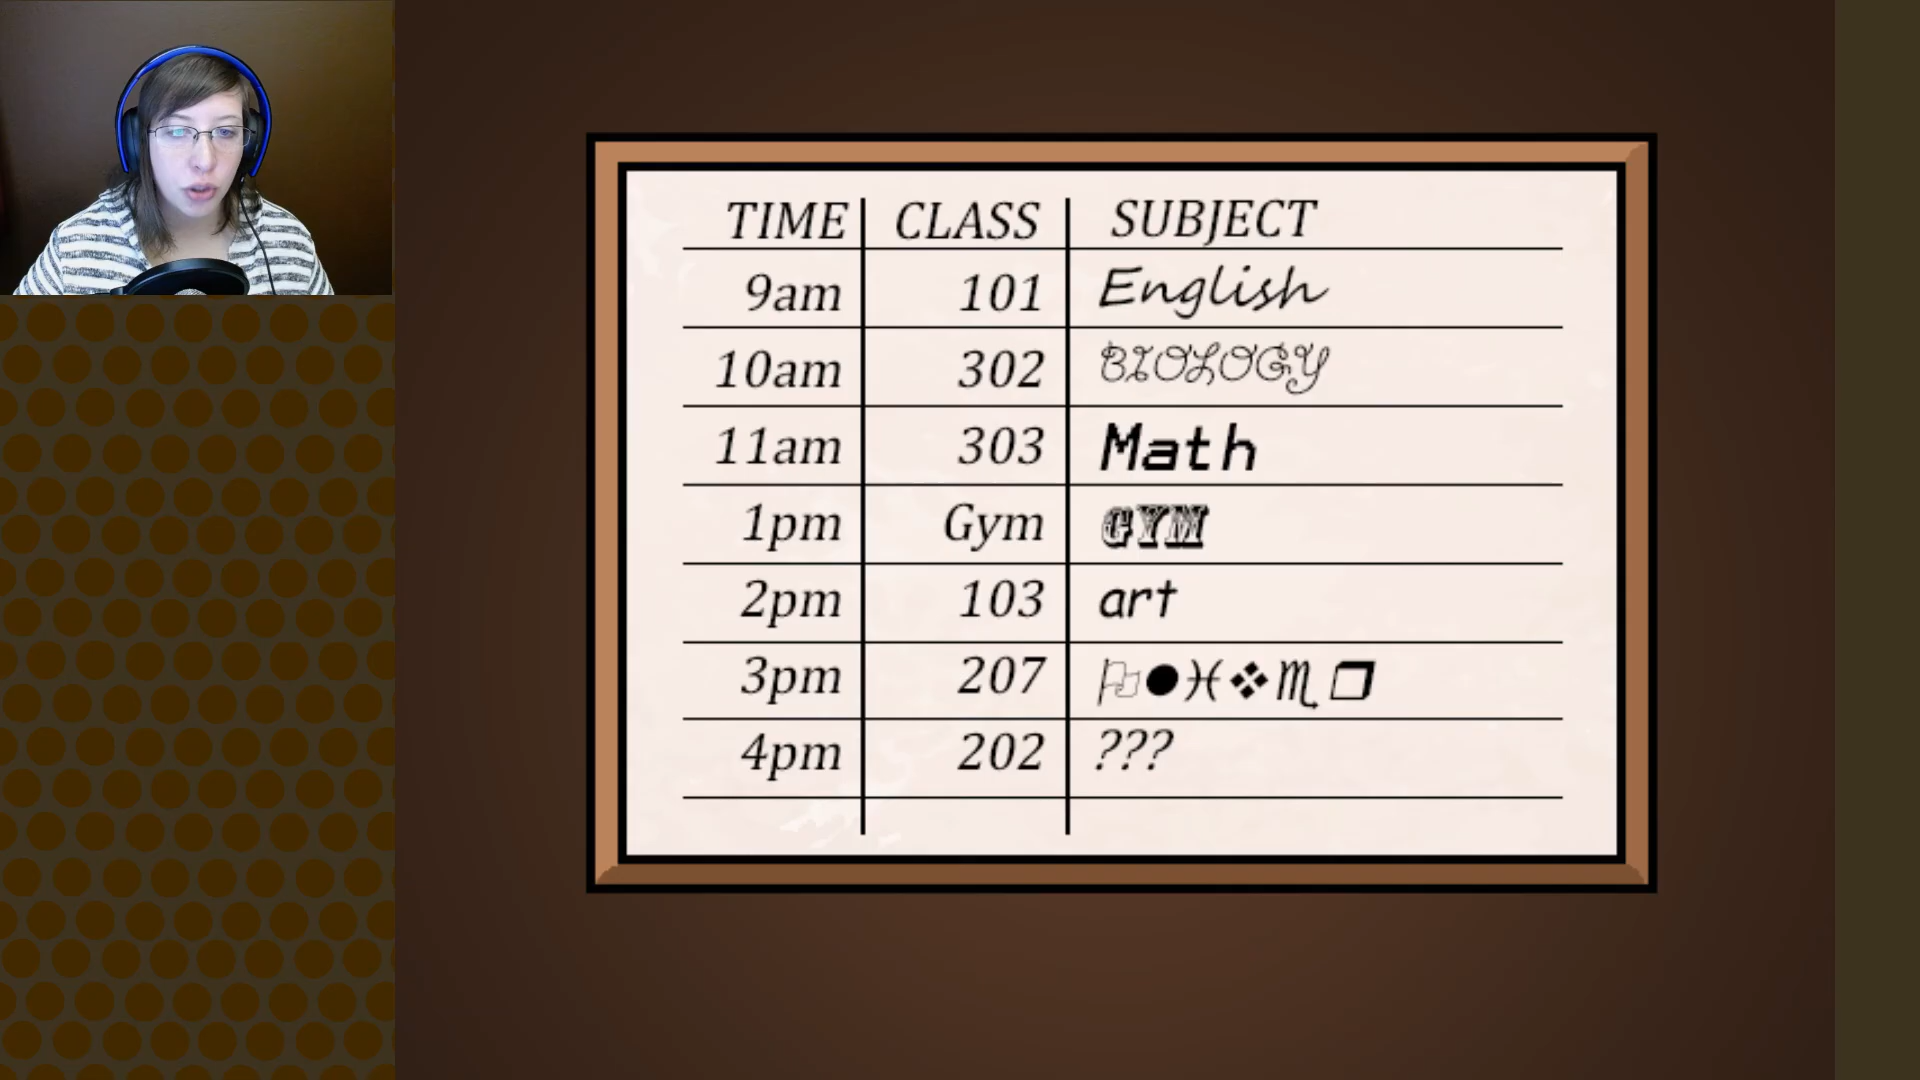 TIME CLASS SUBJECT
9am 101 English
10am 302 BIOLOGY
11am 303 Math
1pm Gym GYM
2pm 103 art
3pm 207 ⚐●♓❖♏❒
4pm 202 ???